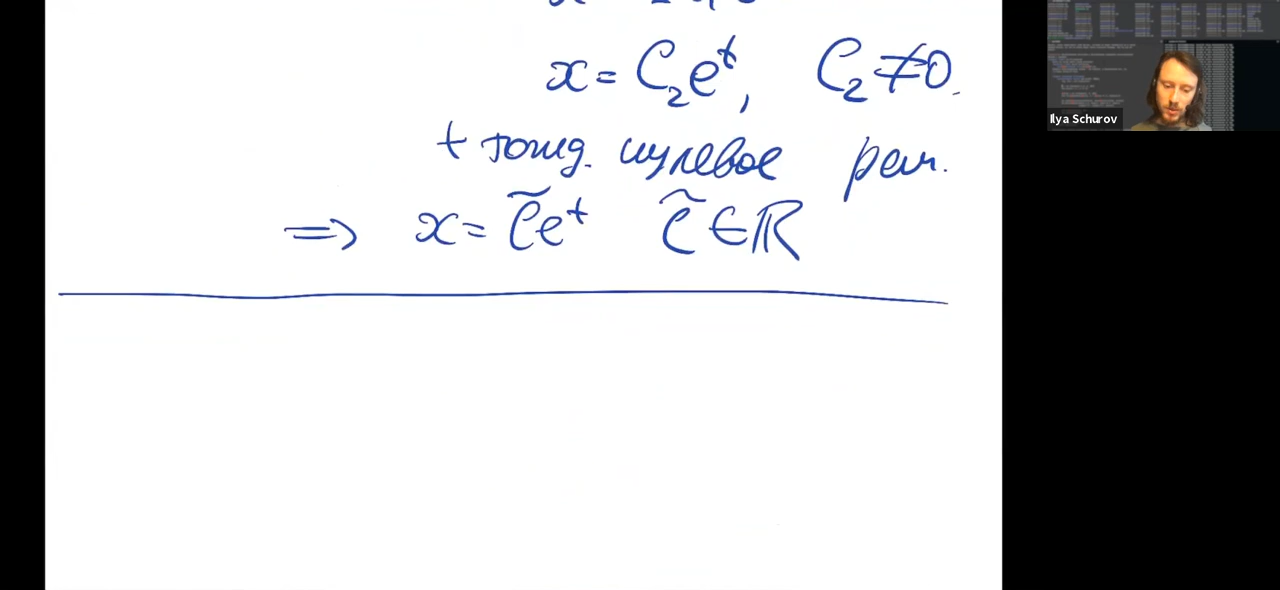 x = C₂eᵗ, C₂ ≠ 0.
+ тожд. нулевое реш.
⇒ x = C̃eᵗ C̃ ∈ ℝ
Ilya Schurov